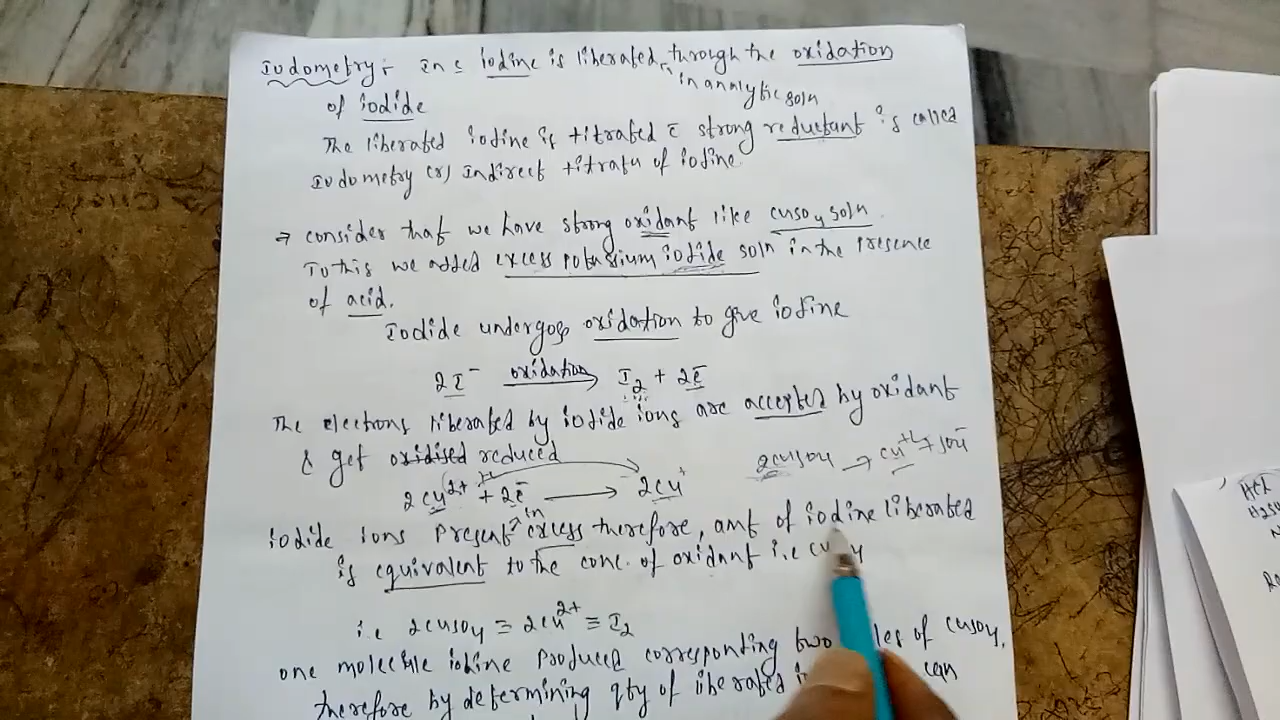 Iodometry:- In c iodine is liberated, through the oxidation
in analytic soln
of iodide
The liberated iodine is titrated c̄ strong reductant is called
Iodometry (or) Indirect titratn of iodine.
→ consider that we have strong oxidant like cuso4 soln
To this we added excess potassium iodide soln in the presence
of acid.
Iodide undergoes oxidation to give iodine
2I⁻ oxidation → I2 + 2e⁻
The electrons liberated by iodide ions are accepted by oxidant
& get oxidised reduced
2cuso4 → cu+2 + so4⁻
2cu2+ + 2e⁻ → 2cu+
iodide ions present in excess therefore, amt of iodine liberated
is equivalent to the conc. of oxidant i.e
i.e 2cuso4 ≡ 2cu2+ ≡ I2
one molecule iodine produced corresponding two of cuso4,
therefore by determining qty of liberated can
HCl
H2S